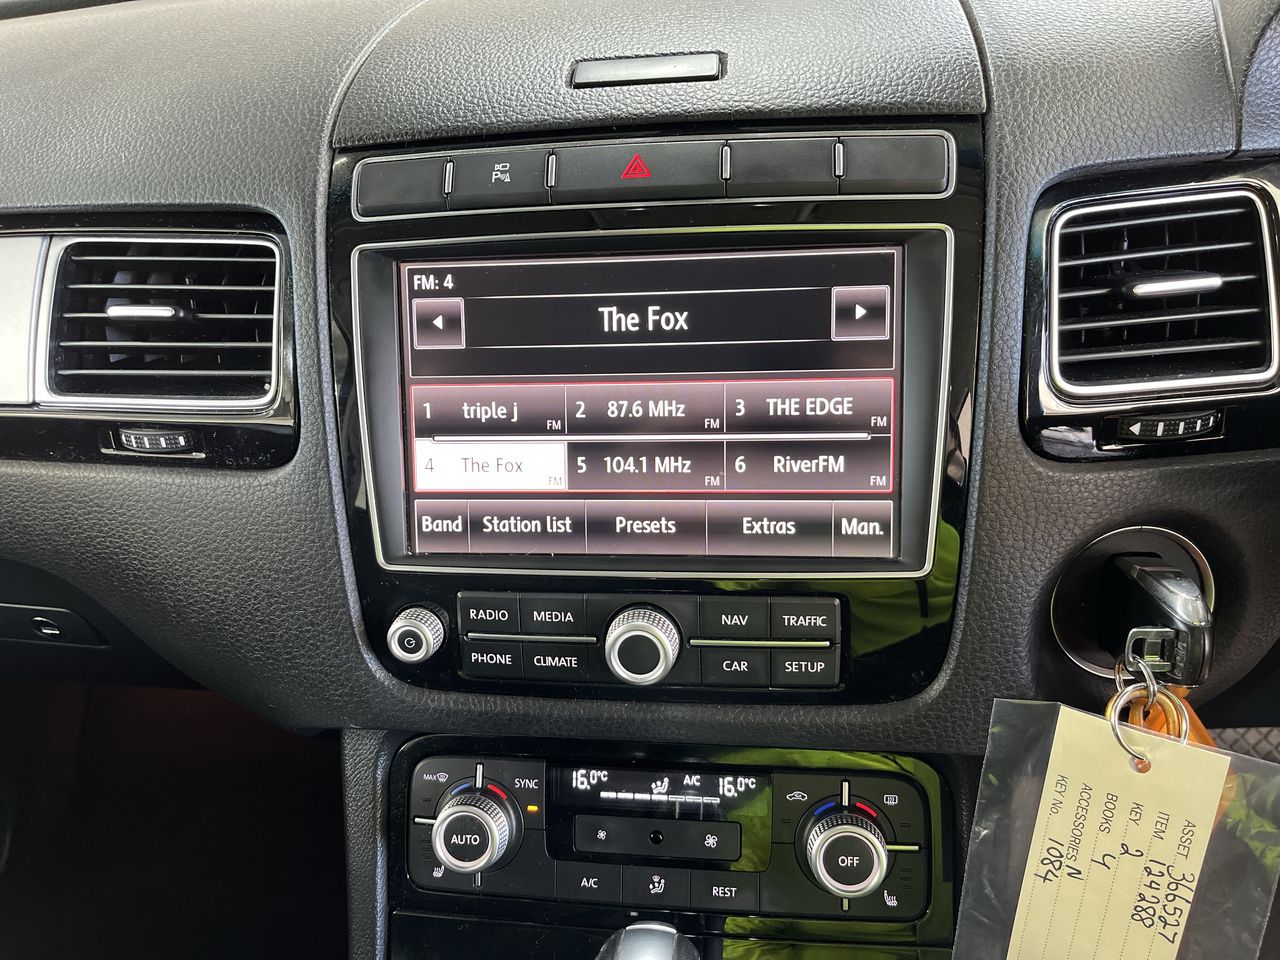 P
FM: 4
The Fox
1 triple j FM
2 87.6 MHz FM
3 THE EDGE FM
4 The Fox FM
5 104.1 MHz FM
6 RiverFM FM
Band Station list Presets Extras Man.
RADIO MEDIA NAV TRAFFIC
PHONE CLIMATE CAR SETUP
MAX SYNC 16.0°C A/C 16.0°C
AUTO OFF
A/C REST
ASSET 366527
ITEM 124288
KEY 2
BOOKS 4
ACCESSORIES N
KEY No. 1084